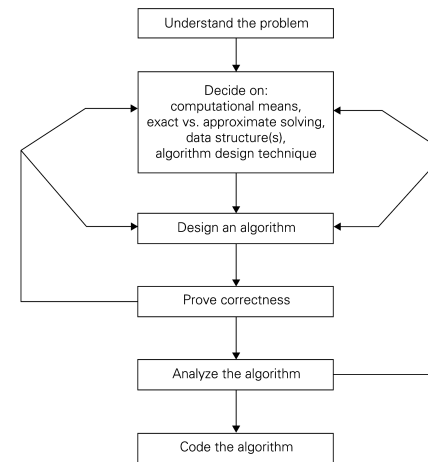 Understand the problem
Decide on:
computational means,
exact vs. approximate solving,
data structure(s),
algorithm design technique
Design an algorithm
Prove correctness
Analyze the algorithm
Code the algorithm